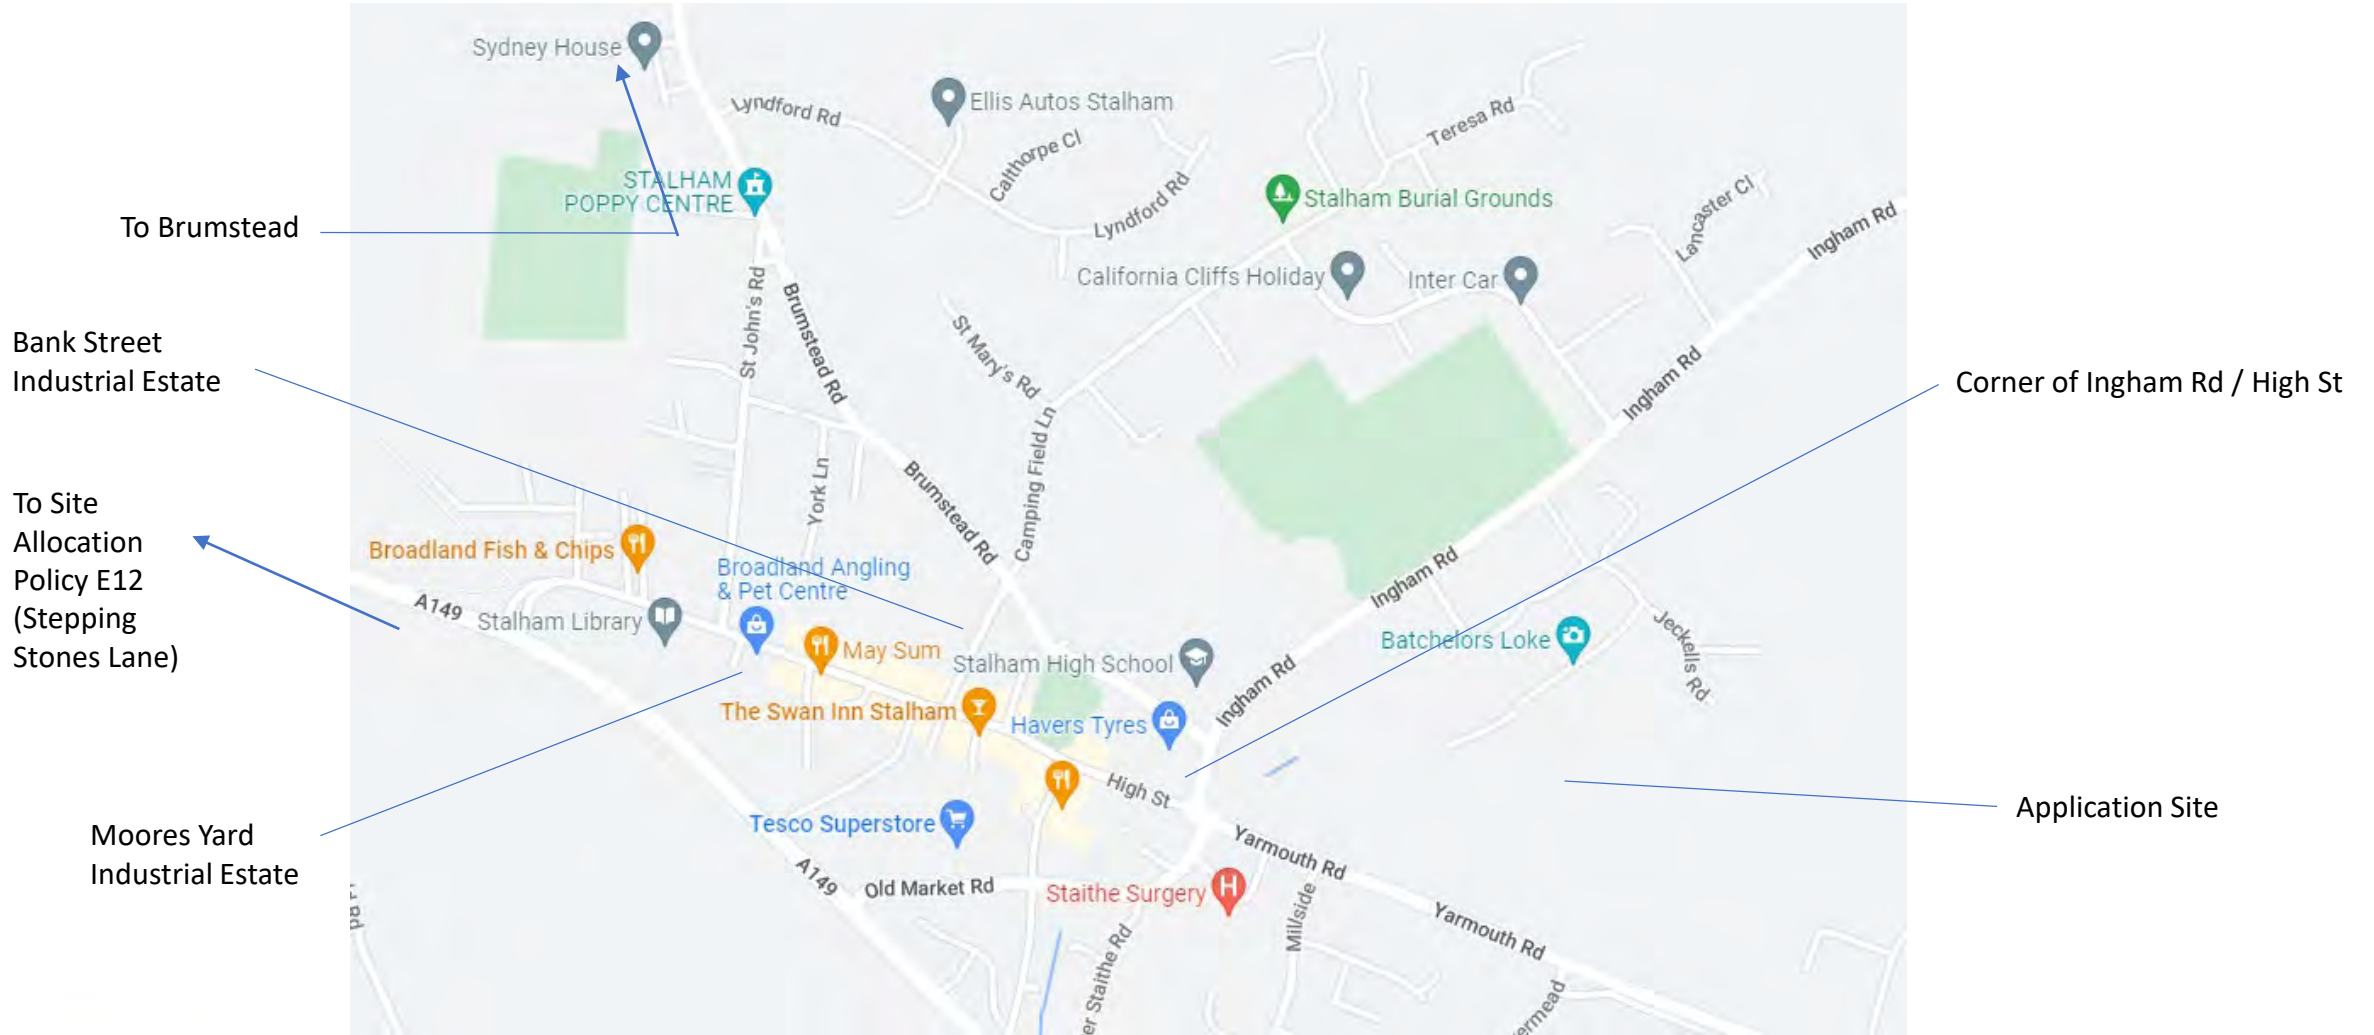 Sydney House
Lyndford Rd
Ellis Autos Stalham
Calthorpe Cl
Teresa Rd
STALHAM
POPPY CENTRE
Lyndford Rd
Stalham Burial Grounds
Lancaster Cl
Ingham Rd
To Brumstead
California Cliffs Holiday
Inter Car
St John's Rd
Brumstead Rd
St Mary's Rd
Bank Street
Industrial Estate
Ingham Rd
Corner of Ingham Rd / High St
Camping Field Ln
York Ln
Brumstead Rd
To Site
Allocation
Policy E12
(Stepping
Stones Lane)
Broadland Fish & Chips
Broadland Angling
& Pet Centre
Ingham Rd
A149
Stalham Library
May Sum
Stalham High School
Batchelors Loke
Jeckells Rd
Ingham Rd
The Swan Inn Stalham
Havers Tyres
High St
Application Site
Tesco Superstore
Moores Yard
Industrial Estate
Yarmouth Rd
A149
Old Market Rd
Staithe Surgery
H
Millside
Yarmouth Rd
er Staithe Rd
ermead